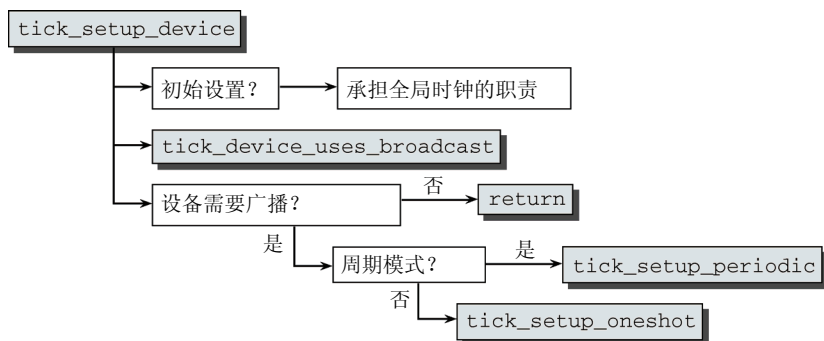 tick_setup_device
初始设置?
承担全局时钟的职责
tick_device_uses_broadcast
设备需要广播?
否
return
是
周期模式?
是
tick_setup_periodic
否
tick_setup_oneshot